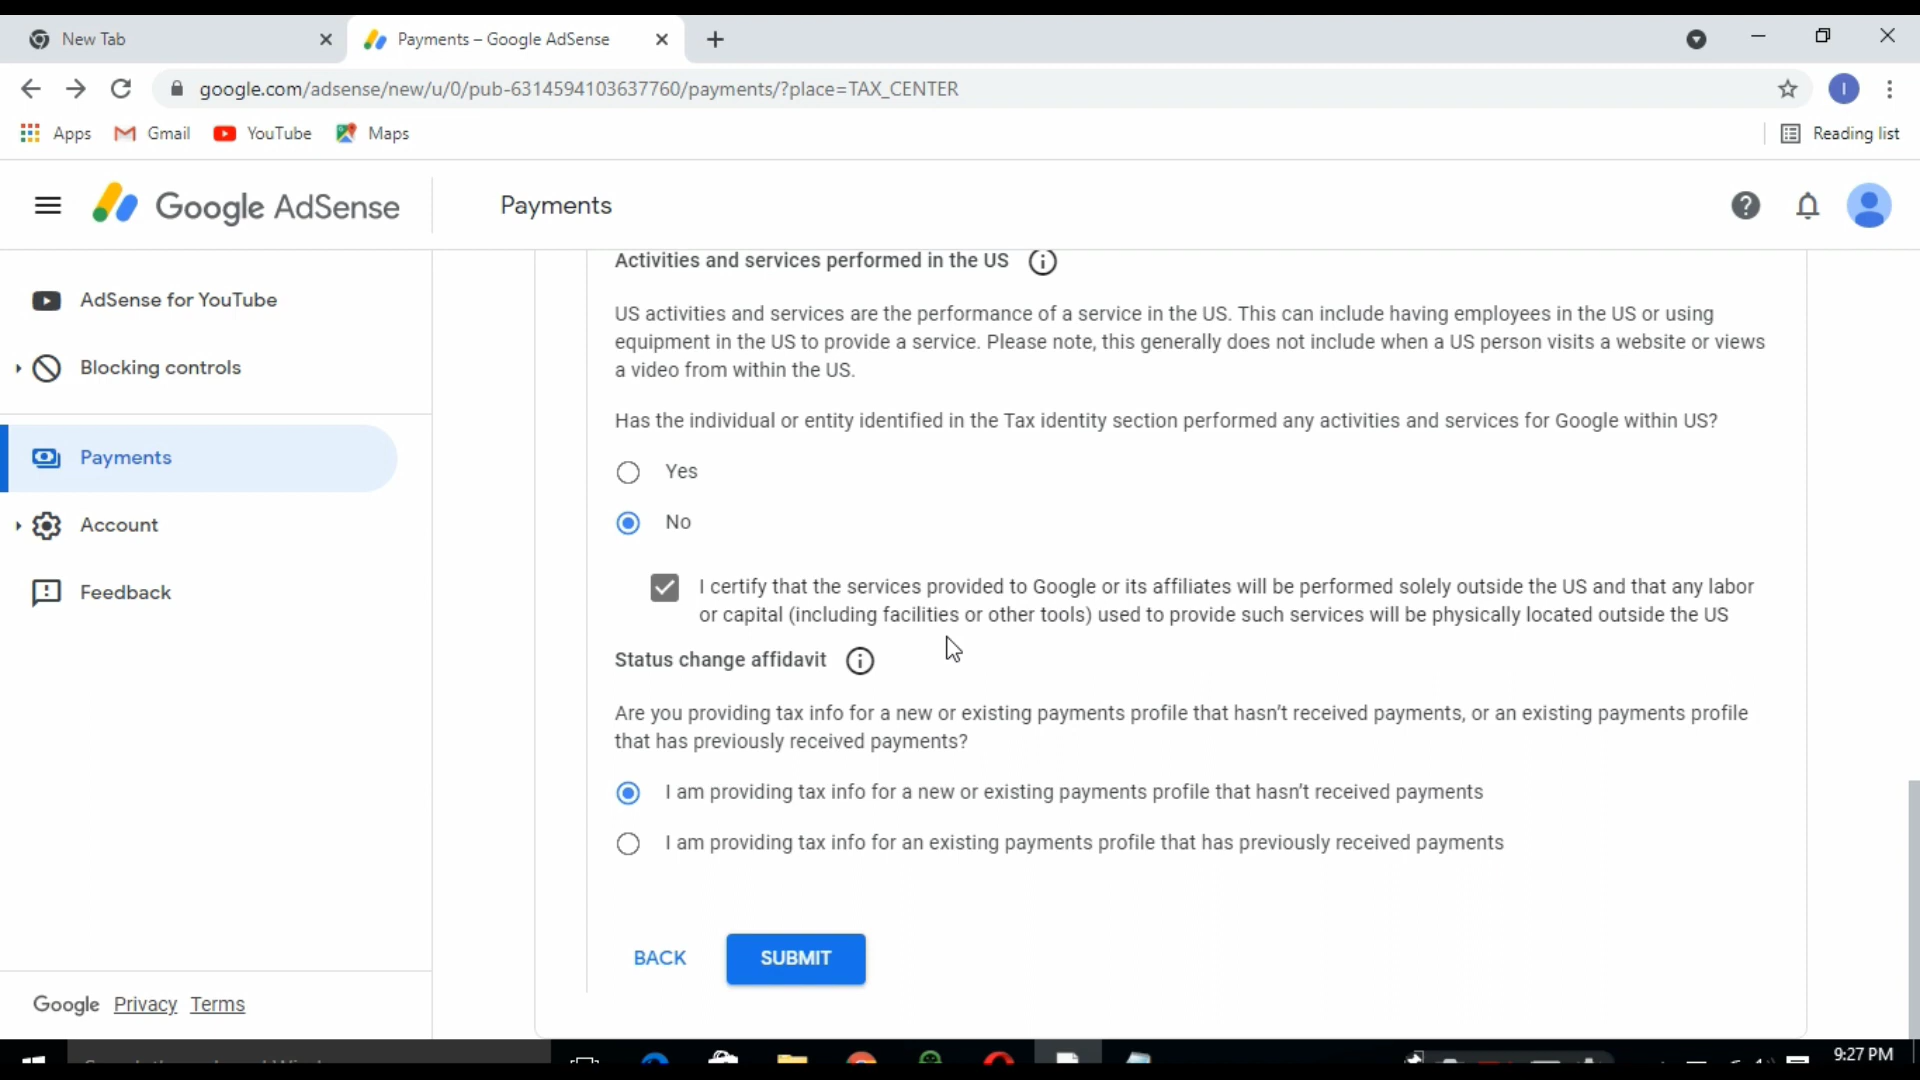 New Tab
Payments – Google AdSense
google.com/adsense/new/u/0/pub-6314594103637760/payments/?place=TAX_CENTER
I
Apps
Gmail
YouTube
Maps
Reading list
Google AdSense
Payments
AdSense for YouTube
Blocking controls
Payments
Account
Feedback
Google Privacy Terms
Activities and services performed in the US
US activities and services are the performance of a service in the US. This can include having employees in the US or using
equipment in the US to provide a service. Please note, this generally does not include when a US person visits a website or views
a video from within the US.
Has the individual or entity identified in the Tax identity section performed any activities and services for Google within US?
Yes
No
I certify that the services provided to Google or its affiliates will be performed solely outside the US and that any labor
or capital (including facilities or other tools) used to provide such services will be physically located outside the US
Status change affidavit
Are you providing tax info for a new or existing payments profile that hasn't received payments, or an existing payments profile
that has previously received payments?
I am providing tax info for a new or existing payments profile that hasn't received payments
I am providing tax info for an existing payments profile that has previously received payments
BACK
SUBMIT
9:27 PM